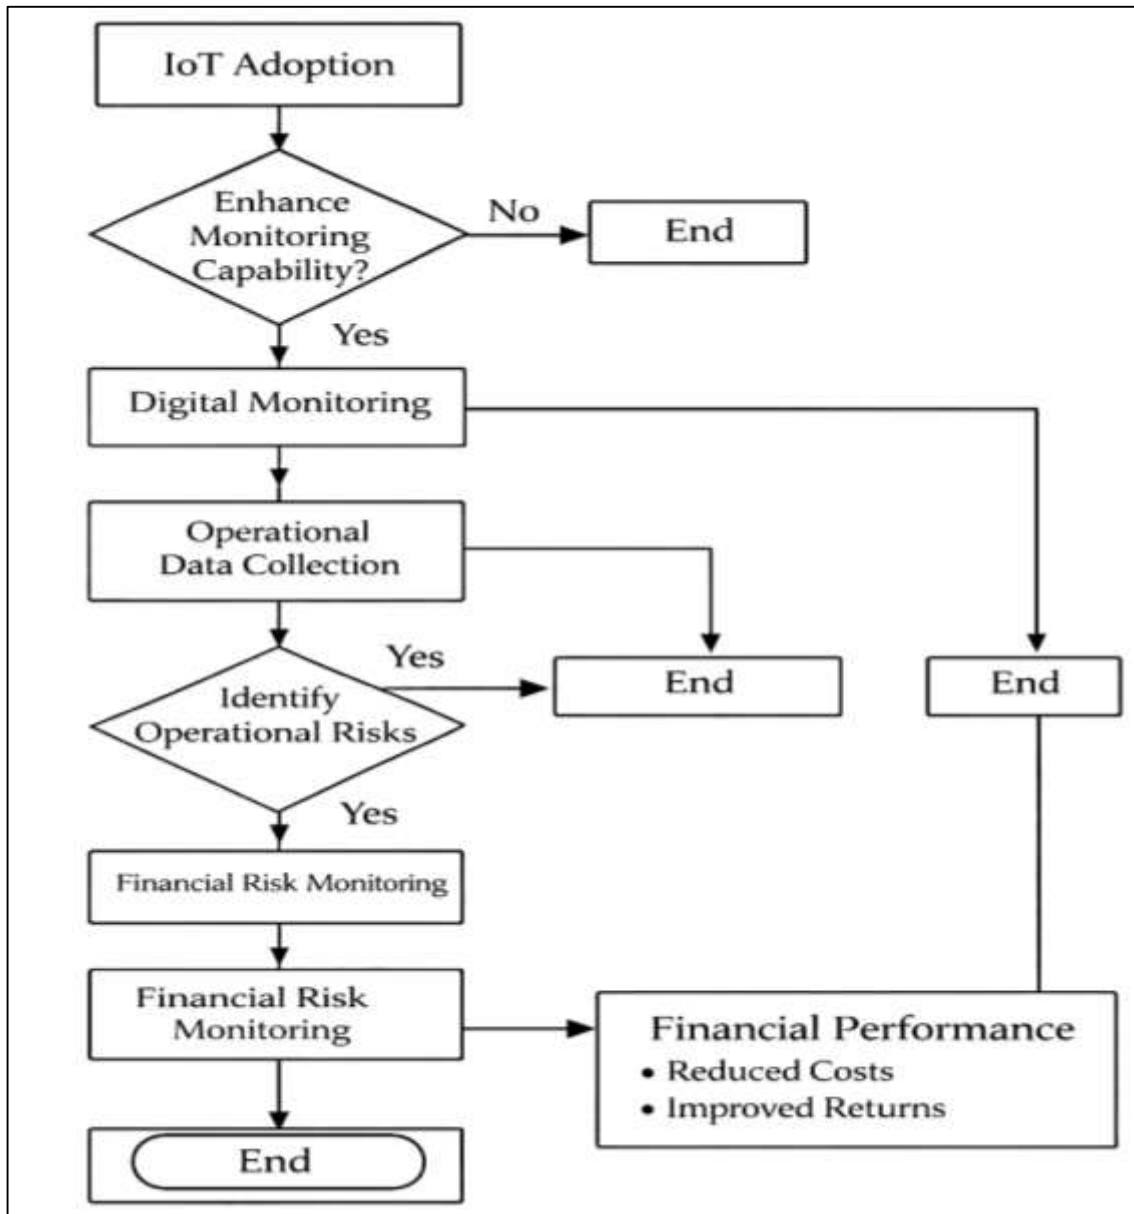 IoT Adoption
Enhance
Monitoring
Capability?
No
End
Yes
Digital Monitoring
Operational
Data Collection
Yes
End
End
Identify
Operational Risks
Yes
Financial Risk Monitoring
Financial Risk
Monitoring
Financial Performance
• Reduced Costs
• Improved Returns
End